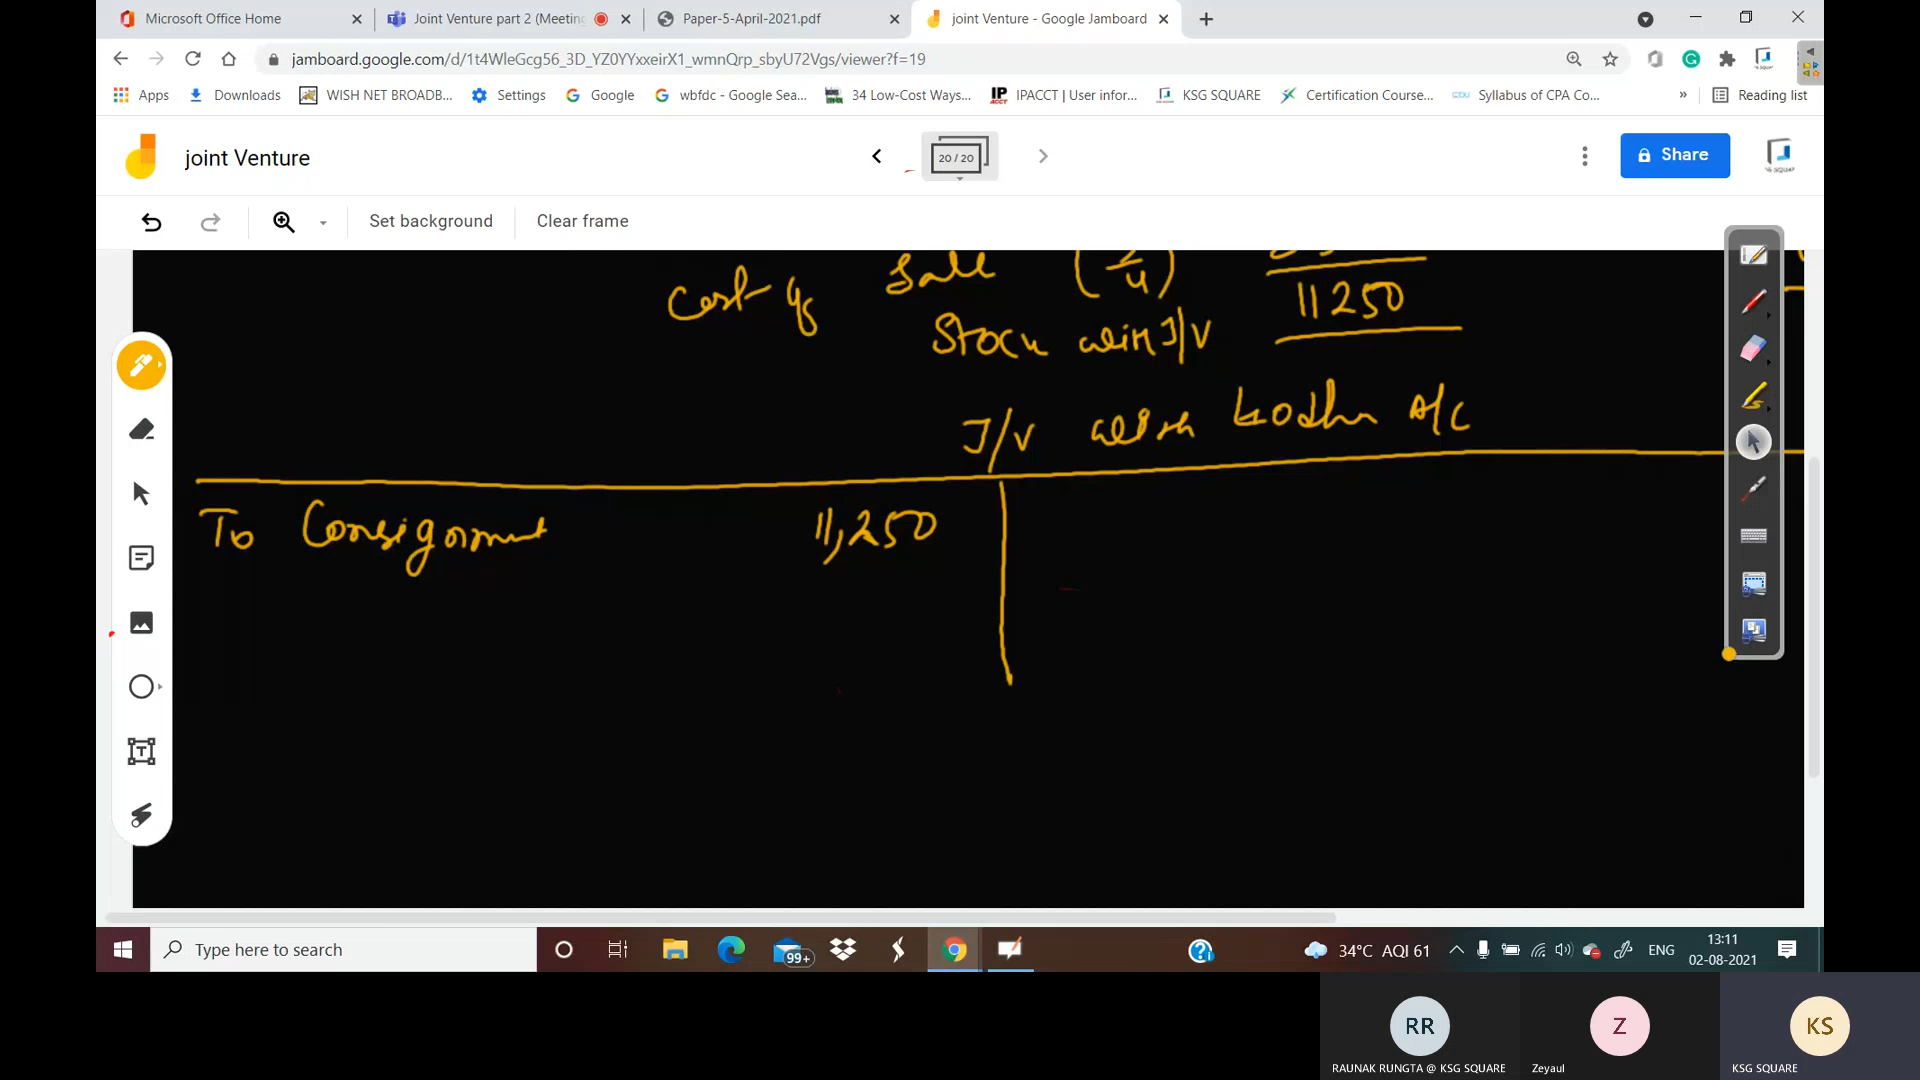 Microsoft Office Home
Joint Venture part 2 (Meetin
Paper-5-April-2021.pdf
joint Venture - Google Jamboard
jamboard.google.com/d/1t4WleGcg56_3D_YZ0YYxxeirX1_wmnQrp_sbyU72Vgs/viewer?f=19
Apps
Downloads
WISH NET BROADB...
Settings
Google
wbfdc - Google Sea...
34 Low-Cost Ways...
IPACCT | User infor...
KSG SQUARE
Certification Course...
Syllabus of CPA Co...
»
Reading list
joint Venture
20 / 20
Share
Set background
Clear frame
Cost of Sale (2/4)
11250
Stock with J/V
J/V with A/C
To Consignment 11,250
Type here to search
99+
34°C AQI 61
ENG
13:11
02-08-2021
RR
Z
KS
RAUNAK RUNGTA @ KSG SQUARE
Zeyaul
KSG SQUARE